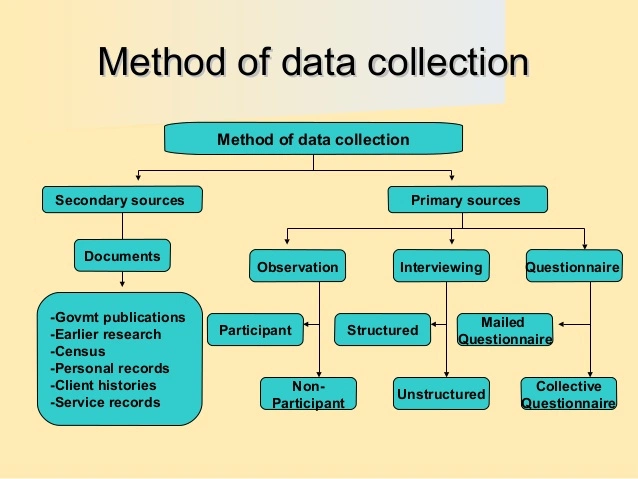 Method of data collection
Method of data collection
Secondary sources
Primary sources
Documents
Observation
Interviewing
Questionnaire
-Govmt publications
-Earlier research
-Census
-Personal records
-Client histories
-Service records
Participant
Structured
Mailed
Questionnaire
Non-
Participant
Unstructured
Collective
Questionnaire